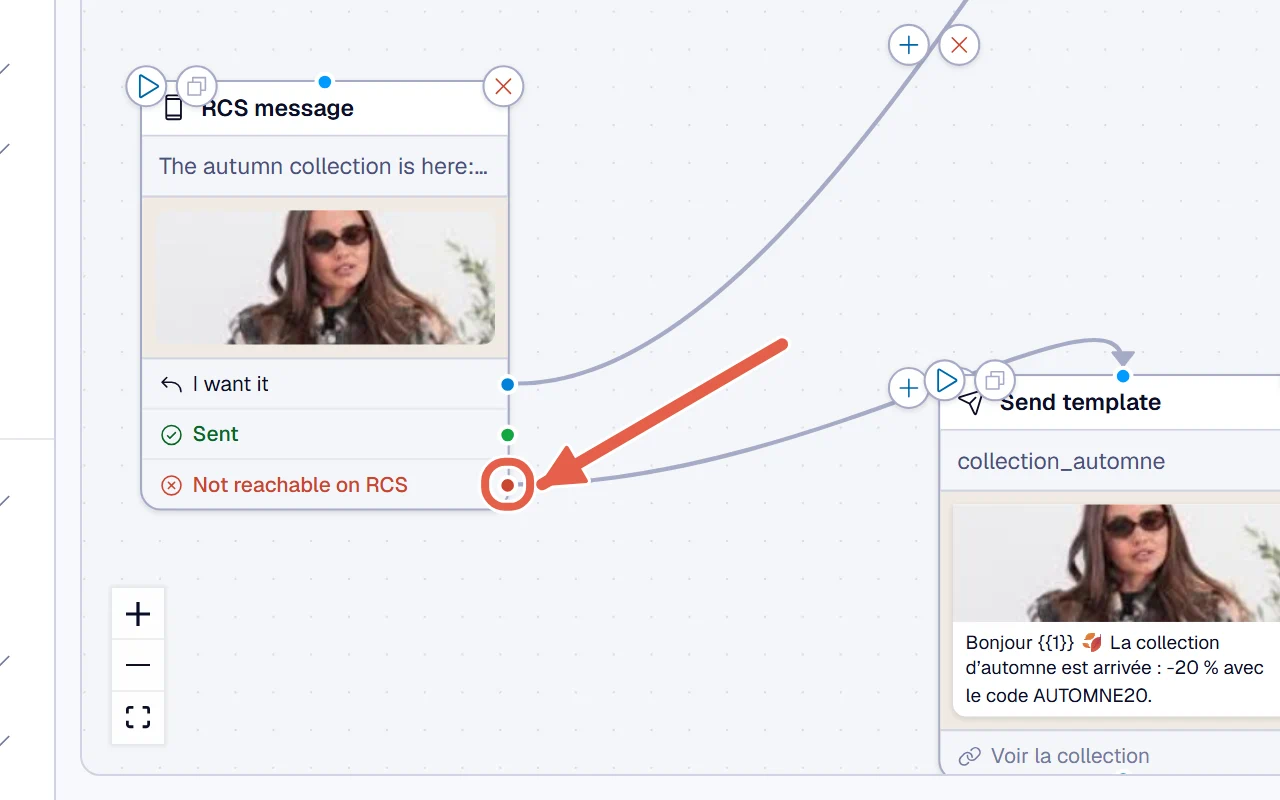 RCS message
The autumn collection is here:...
I want it
Sent
Not reachable on RCS
Send template
collection_automne
Bonjour {{1}} 🍂 La collection
d’automne est arrivée : -20 % avec
le code AUTOMNE20.
Voir la collection